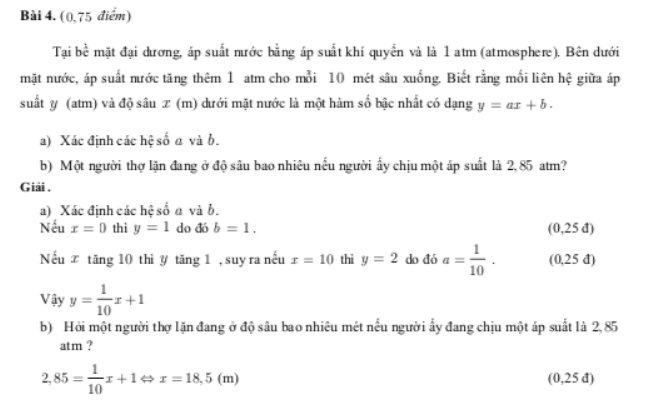 Bài 4. (0,75 điểm)
Tại bề mặt đại dương, áp suất nước bằng áp suất khí quyển và là 1 atm (atmosphere). Bên dưới
mặt nước, áp suất nước tăng thêm 1 atm cho mỗi 10 mét sâu xuống. Biết rằng mối liên hệ giữa áp
suất y (atm) và độ sâu x (m) dưới mặt nước là một hàm số bậc nhất có dạng y = ax + b.
a) Xác định các hệ số a và b.
b) Một người thợ lặn đang ở độ sâu bao nhiêu nếu người ấy chịu một áp suất là 2,85 atm?
Giải.
a) Xác định các hệ số a và b.
Nếu x = 0 thì y = 1 do đó b = 1. (0,25 đ)
Nếu x tăng 10 thì y tăng 1, suy ra nếu x = 10 thì y = 2 do đó a = 1/10. (0,25 đ)
Vậy y = 1/10 x + 1
b) Hỏi một người thợ lặn đang ở độ sâu bao nhiêu mét nếu người ấy đang chịu một áp suất là 2,85
atm ?
2,85 = 1/10 x + 1 ⇔ x = 18,5 (m) (0,25 đ)